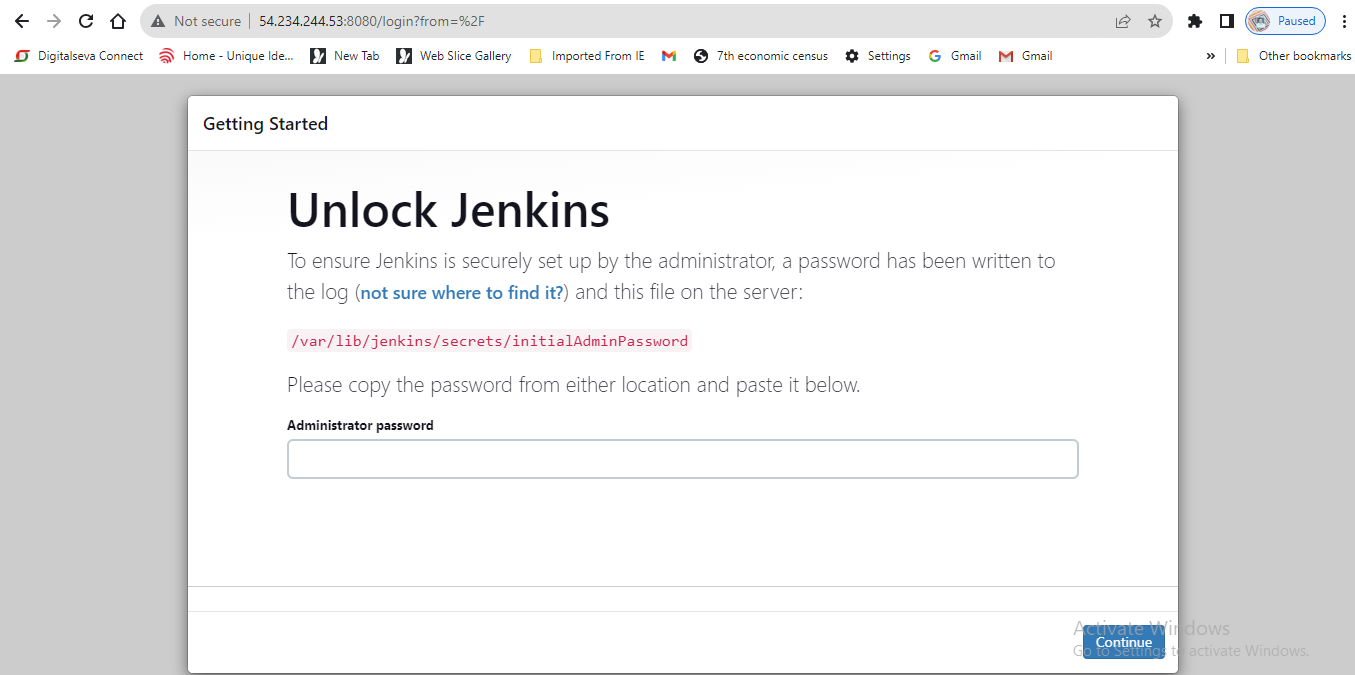 Not secure 54.234.244.53:8080/login?from=%2F Paused
Digitalseva Connect Home - Unique Ide... New Tab Web Slice Gallery Imported From IE 7th economic census Settings Gmail Gmail » Other bookmarks
Getting Started
Unlock Jenkins
To ensure Jenkins is securely set up by the administrator, a password has been written to
the log (not sure where to find it?) and this file on the server:
/var/lib/jenkins/secrets/initialAdminPassword
Please copy the password from either location and paste it below.
Administrator password
Activate Windows
Continue
Go to Settings to activate Windows.